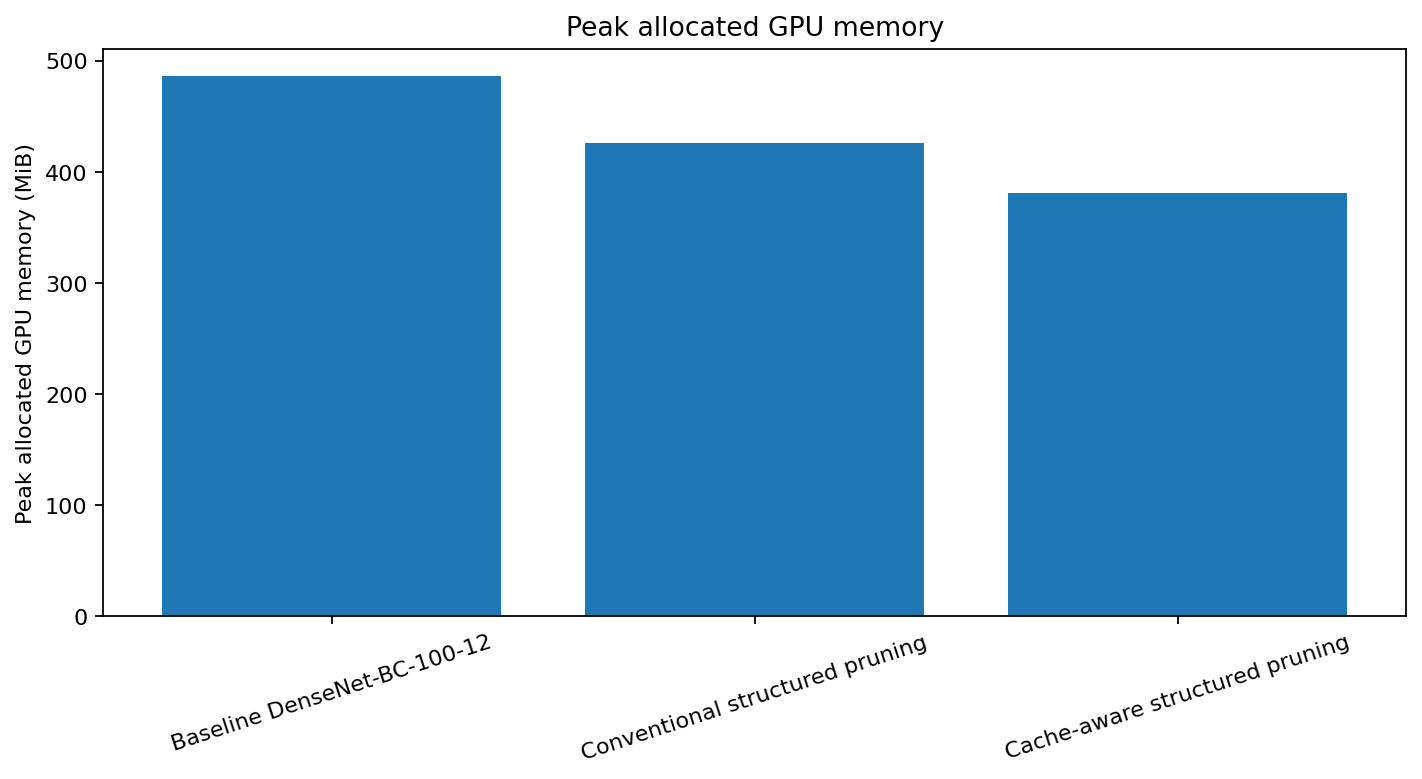 Peak allocated GPU memory
Peak allocated GPU memory (MiB)
500
400
300
200
100
0
Baseline DenseNet-BC-100-12
Conventional structured pruning
Cache-aware structured pruning